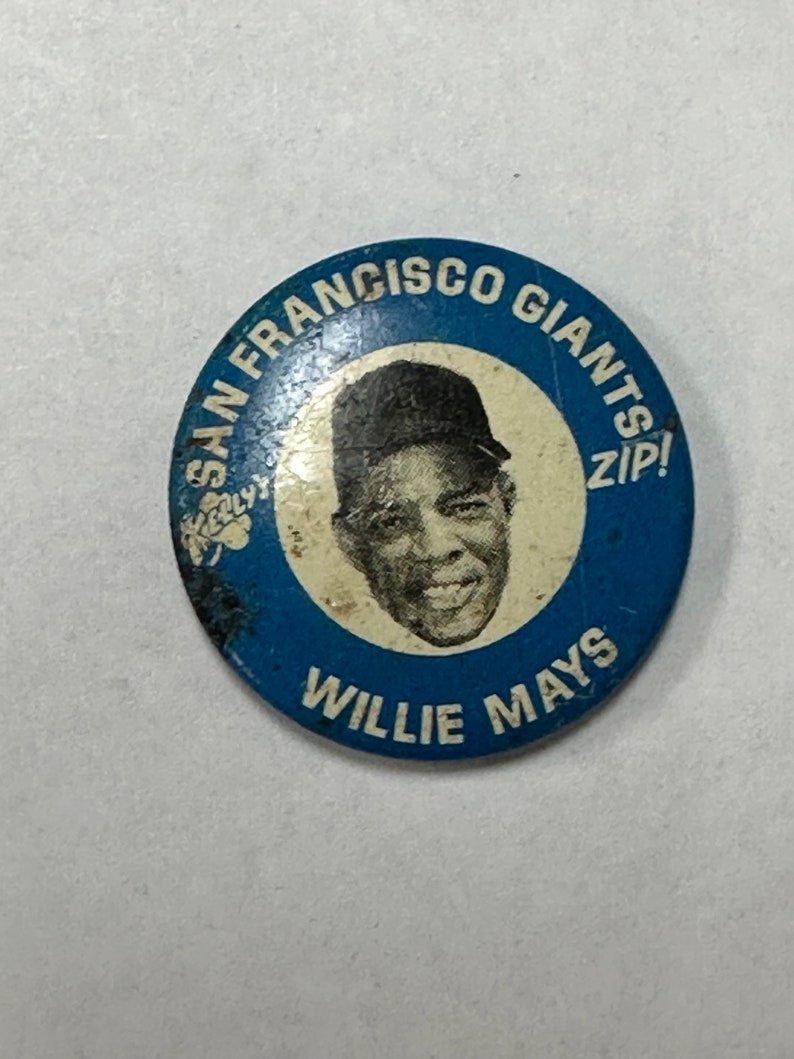 SAN FRANCISCO GIANTS
KELLY'S
ZIP!
WILLIE MAYS